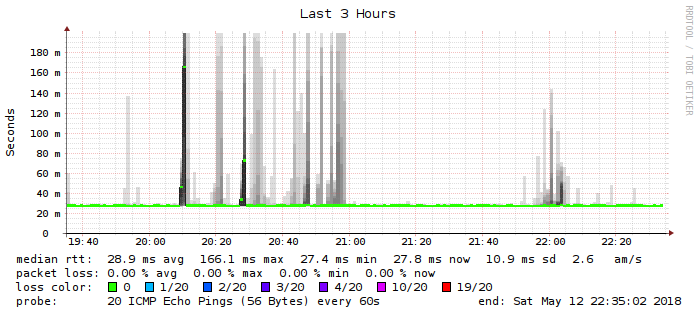 Last 3 Hours
RRDTOOL / TOBI OETIKER
Seconds
180 m
160 m
140 m
120 m
100 m
80 m
60 m
40 m
20 m
0
19:40 20:00 20:20 20:40 21:00 21:20 21:40 22:00 22:20
median rtt: 28.9 ms avg 166.1 ms max 27.4 ms min 27.8 ms now 10.9 ms sd 2.6 am/s
packet loss: 0.00 % avg 0.00 % max 0.00 % min 0.00 % now
loss color: 0 1/20 2/20 3/20 4/20 10/20 19/20
probe: 20 ICMP Echo Pings (56 Bytes) every 60s end: Sat May 12 22:35:02 2018